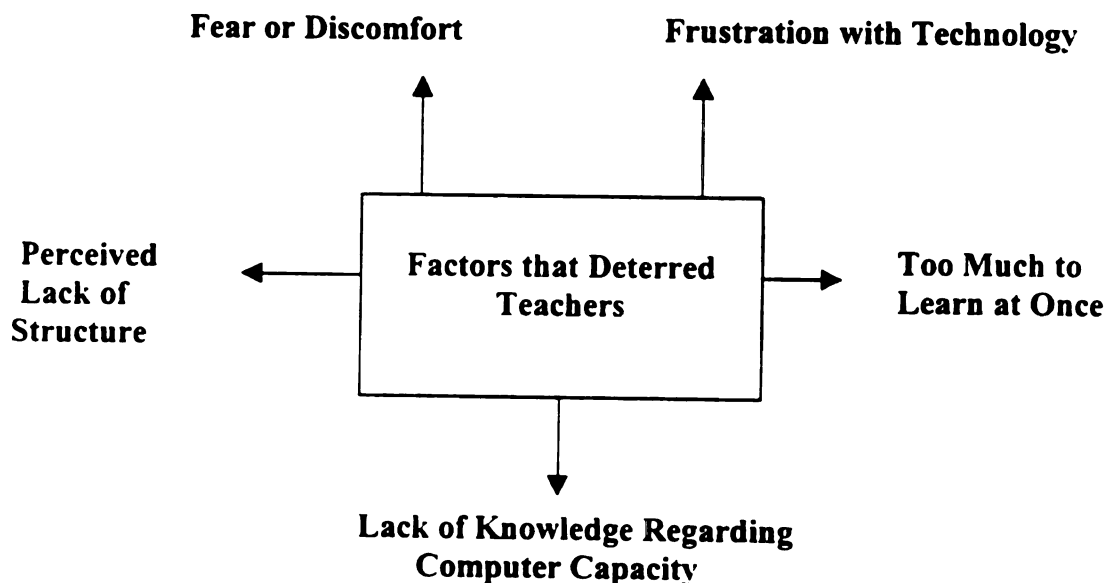 Fear or Discomfort
Frustration with Technology
Perceived
Lack of
Structure
Factors that Deterred
Teachers
Too Much to
Learn at Once
Lack of Knowledge Regarding
Computer Capacity